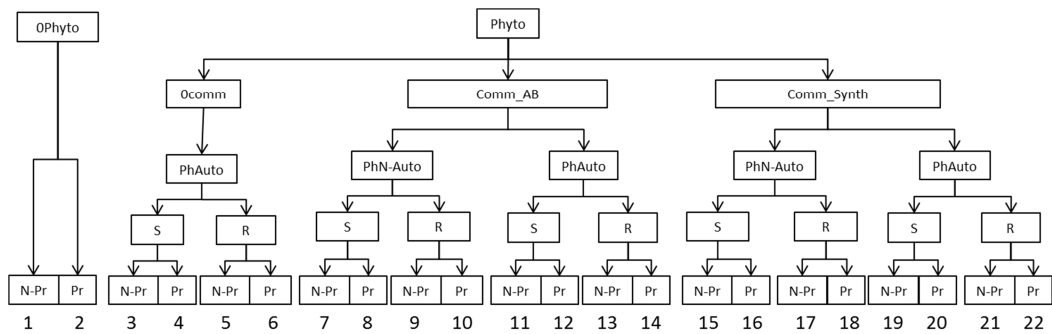 0Phyto
Phyto
0comm
Comm_AB
Comm_Synth
PhAuto
PhN-Auto
PhAuto
PhN-Auto
PhAuto
S
R
S
R
S
R
S
R
S
R
N-Pr Pr N-Pr Pr N-Pr Pr N-Pr Pr N-Pr Pr N-Pr Pr N-Pr Pr N-Pr Pr N-Pr Pr N-Pr Pr N-Pr Pr
1 2 3 4 5 6 7 8 9 10 11 12 13 14 15 16 17 18 19 20 21 22